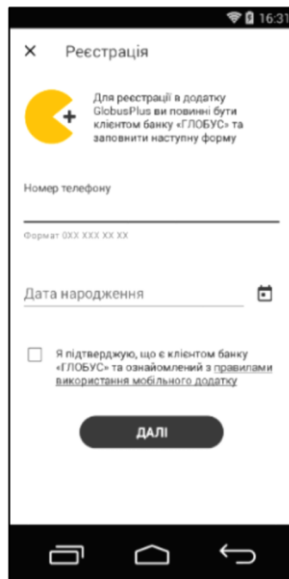 16:31
Реєстрація
Для реєстрації в додатку
GlobusPlus ви повинні бути
клієнтом банку «ГЛОБУС» та
заповнити наступну форму
Номер телефону
Формат 0XX XXX XX XX
Дата народження
Я підтверджую, що є клієнтом банку
«ГЛОБУС» та ознайомлений з правилами
використання мобільного додатку
ДАЛІ